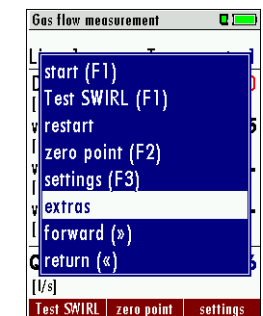 Gas flow measurement
start (F1)
Test SWIRL (F1)
restart
zero point (F2)
settings (F3)
extras
forward (»)
return («)
[l/s]
Test SWIRL zero point settings